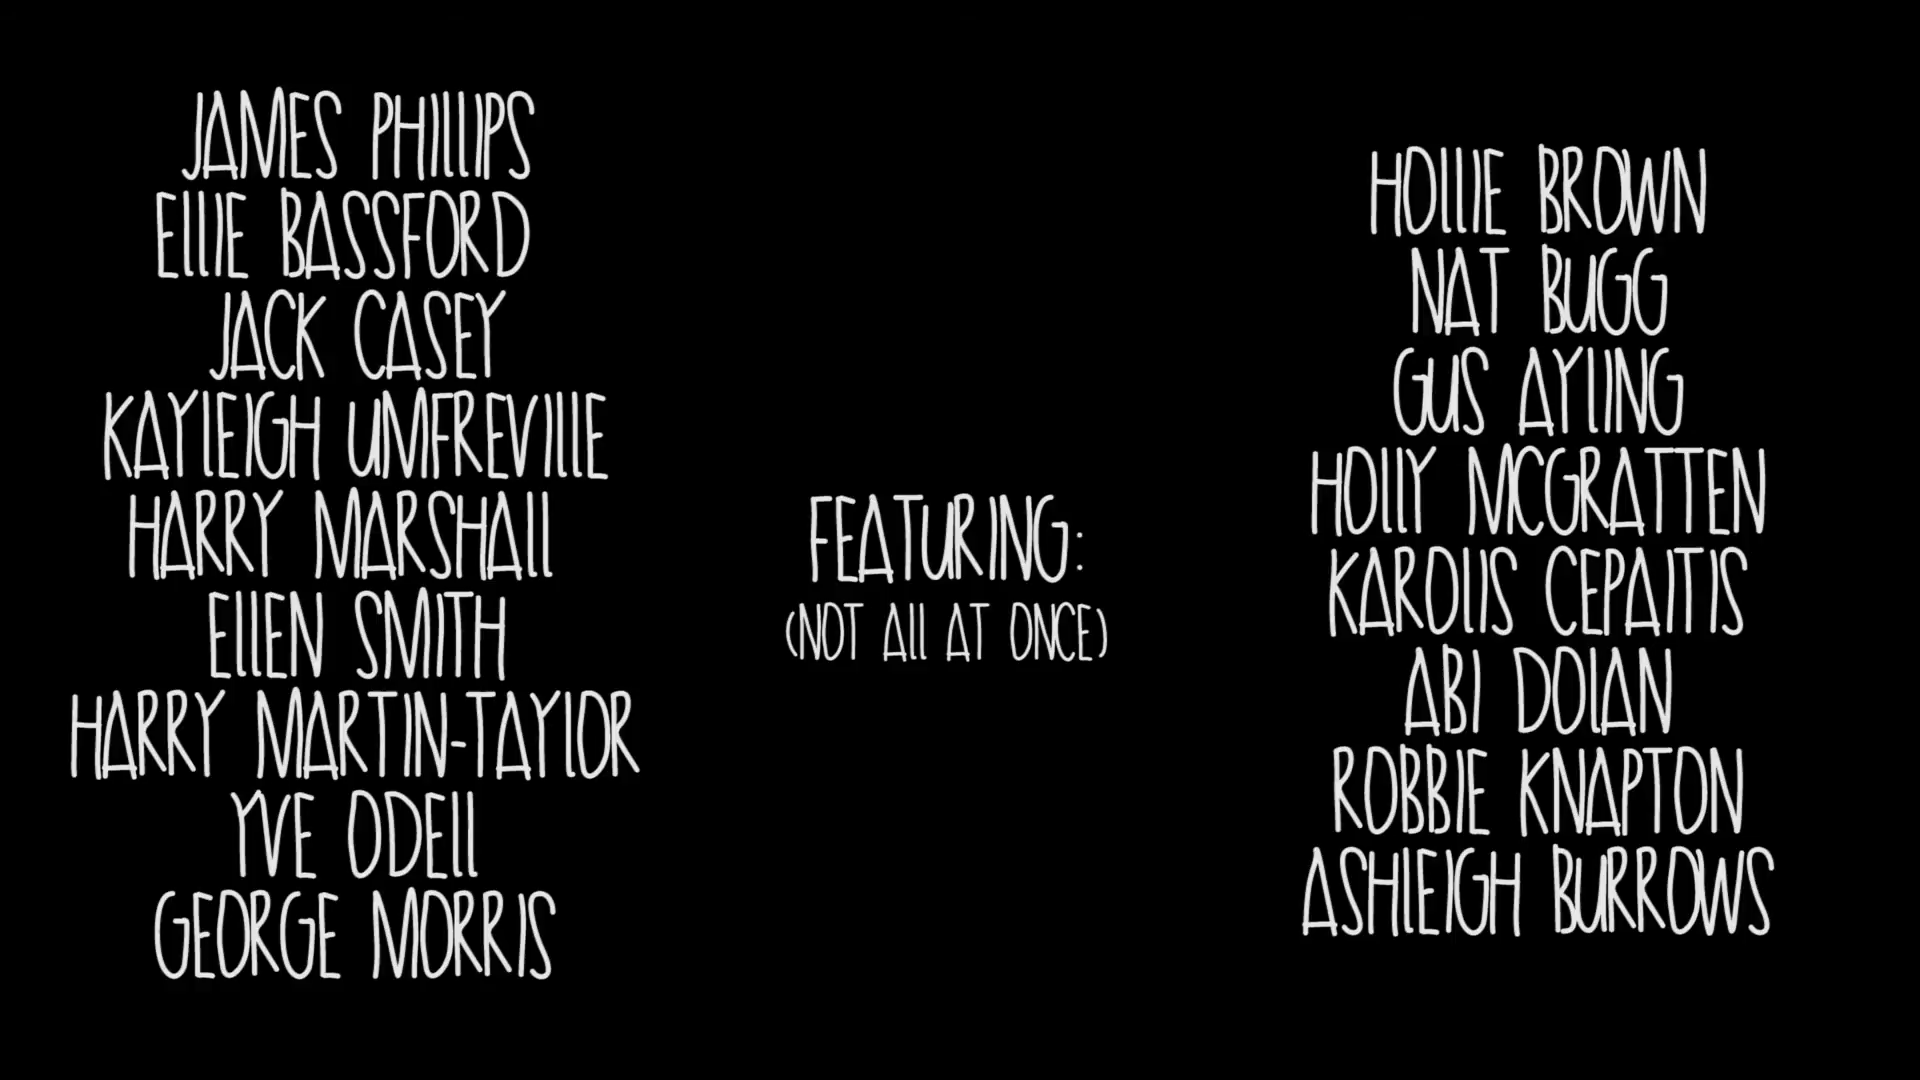 JAMES PHILLIPS
ELLIE BASSFORD
JACK CASEY
KAYLEIGH UMFREVILLE
HARRY MARSHALL
ELLEN SMITH
HARRY MARTIN-TAYLOR
YVE ODELL
GEORGE MORRIS
FEATURING:
(NOT ALL AT ONCE)
HOLLIE BROWN
NAT BUGG
GUS AYLING
HOLLY MCGRATTEN
KAROLIS CEPAITIS
ABI DOLAN
ROBBIE KNAPTON
ASHLEIGH BURROWS